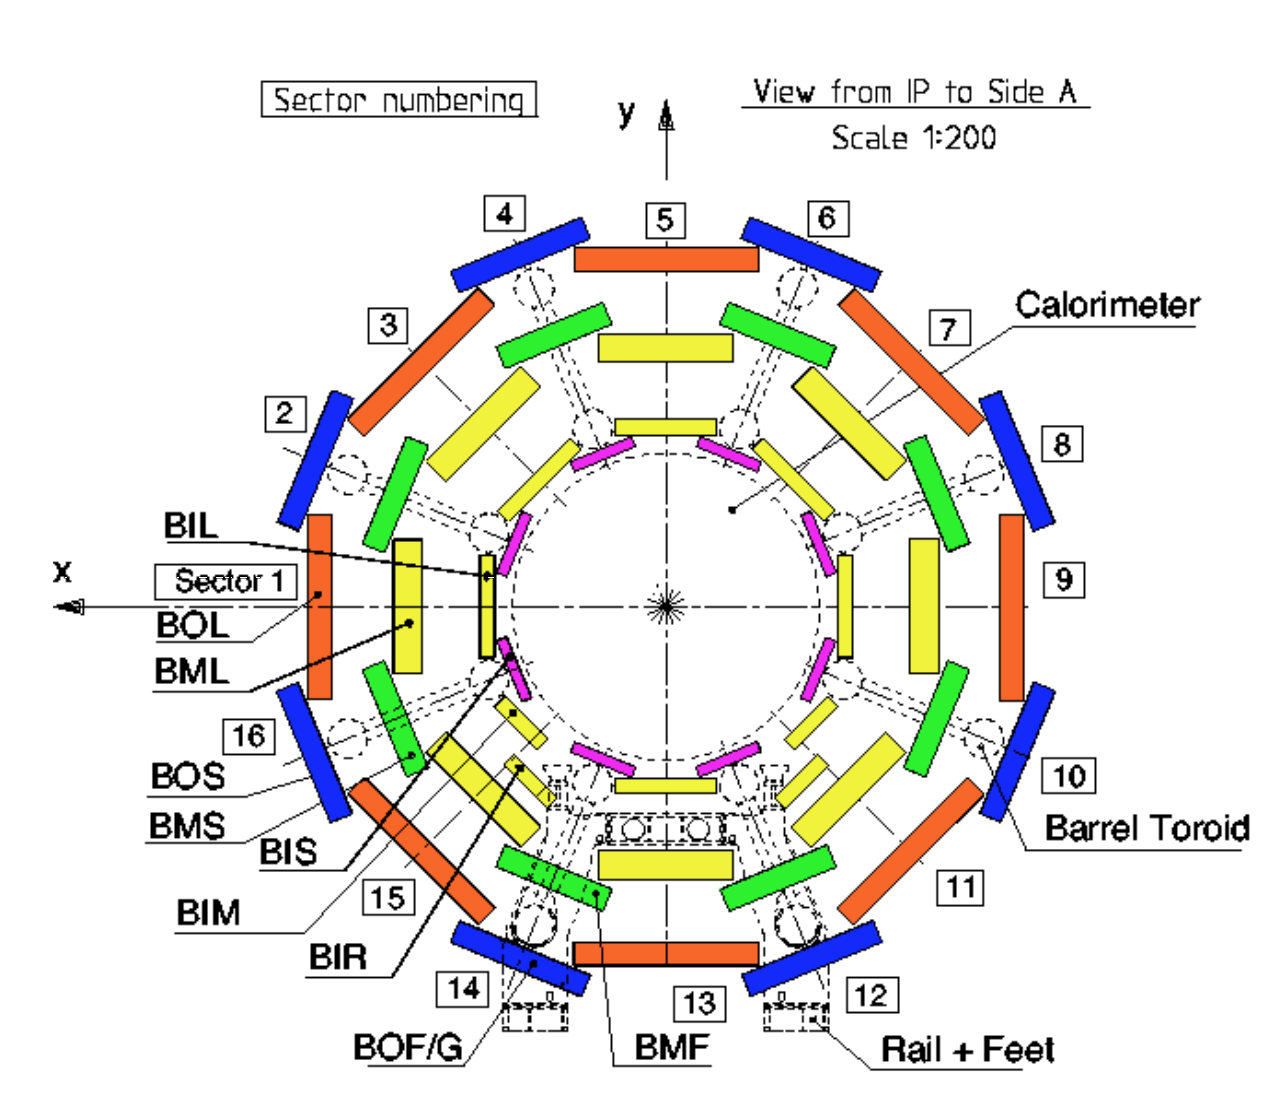 Sector numbering
View from IP to Side A
Scale 1:200
y
4
5
6
3
7
Calorimeter
2
8
BIL
x
Sector 1
9
BOL
BML
16
BOS
10
BMS
Barrel Toroid
BIS
15
11
BIM
BIR
14
13
12
BOF/G
BMF
Rail + Feet